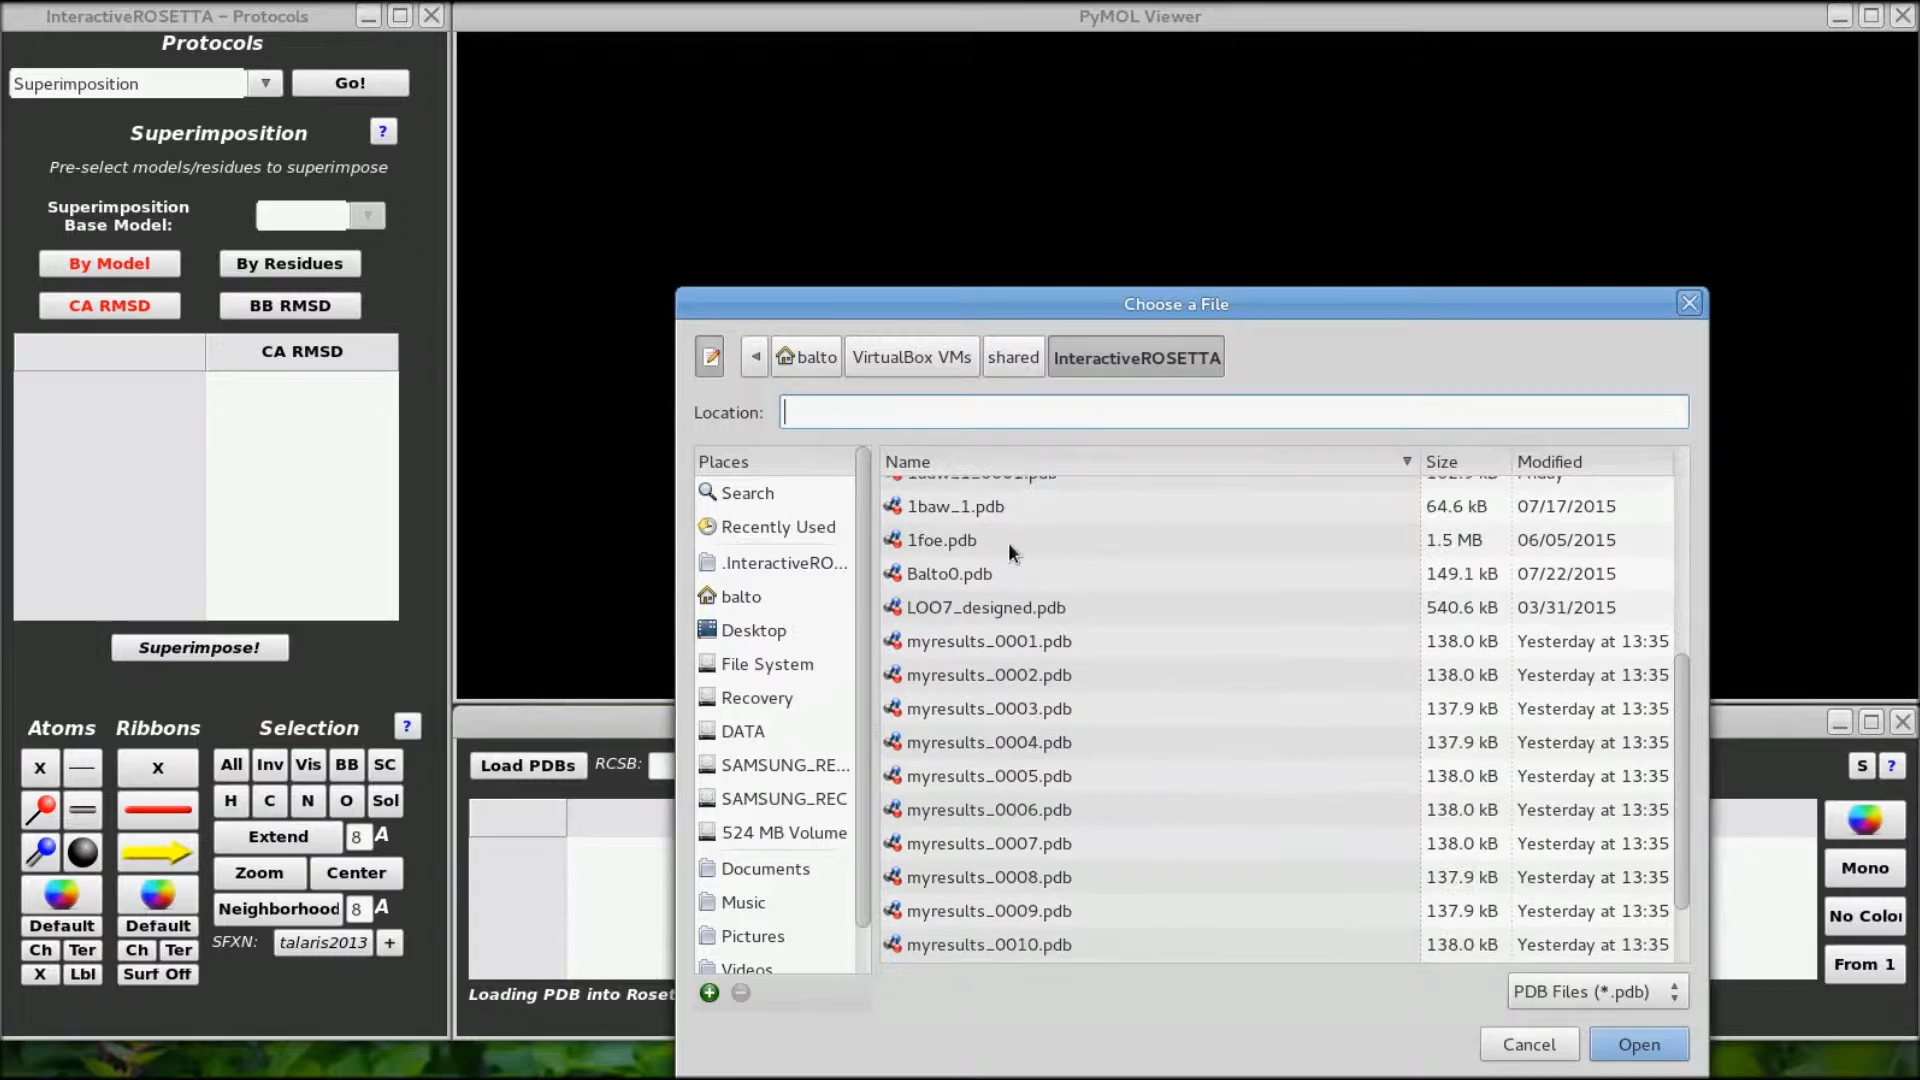 InteractiveROSETTA – Protocols
PyMOL Viewer
Protocols
Superimposition
Go!
Superimposition
?
Pre-select models/residues to superimpose
Superimposition
Base Model:
By Model
By Residues
CA RMSD
BB RMSD
CA RMSD
Superimpose!
Atoms
Ribbons
Selection
?
X
X
All
Inv
Vis
BB
SC
H
C
N
O
Sol
Extend
8
A
Zoom
Center
Neighborhood
8
A
Default
Default
SFXN:
talaris2013
+
Ch
Ter
Ch
Ter
X
Lbl
Surf Off
Load PDBs
RCSB:
Loading PDB into Roset
Choose a File
balto
VirtualBox VMs
shared
InteractiveROSETTA
Location:
Places
Search
Recently Used
.InteractiveRO...
balto
Desktop
File System
Recovery
DATA
SAMSUNG_RE...
SAMSUNG_REC
524 MB Volume
Documents
Music
Pictures
Videos
Name
Size
Modified
1baw_1.pdb
64.6 kB
07/17/2015
1foe.pdb
1.5 MB
06/05/2015
Balto0.pdb
149.1 kB
07/22/2015
LOO7_designed.pdb
540.6 kB
03/31/2015
myresults_0001.pdb
138.0 kB
Yesterday at 13:35
myresults_0002.pdb
138.0 kB
Yesterday at 13:35
myresults_0003.pdb
137.9 kB
Yesterday at 13:35
myresults_0004.pdb
137.9 kB
Yesterday at 13:35
myresults_0005.pdb
138.0 kB
Yesterday at 13:35
myresults_0006.pdb
138.0 kB
Yesterday at 13:35
myresults_0007.pdb
138.0 kB
Yesterday at 13:35
myresults_0008.pdb
137.9 kB
Yesterday at 13:35
myresults_0009.pdb
137.9 kB
Yesterday at 13:35
myresults_0010.pdb
138.0 kB
Yesterday at 13:35
PDB Files (*.pdb)
Cancel
Open
S
?
Mono
No Color
From 1